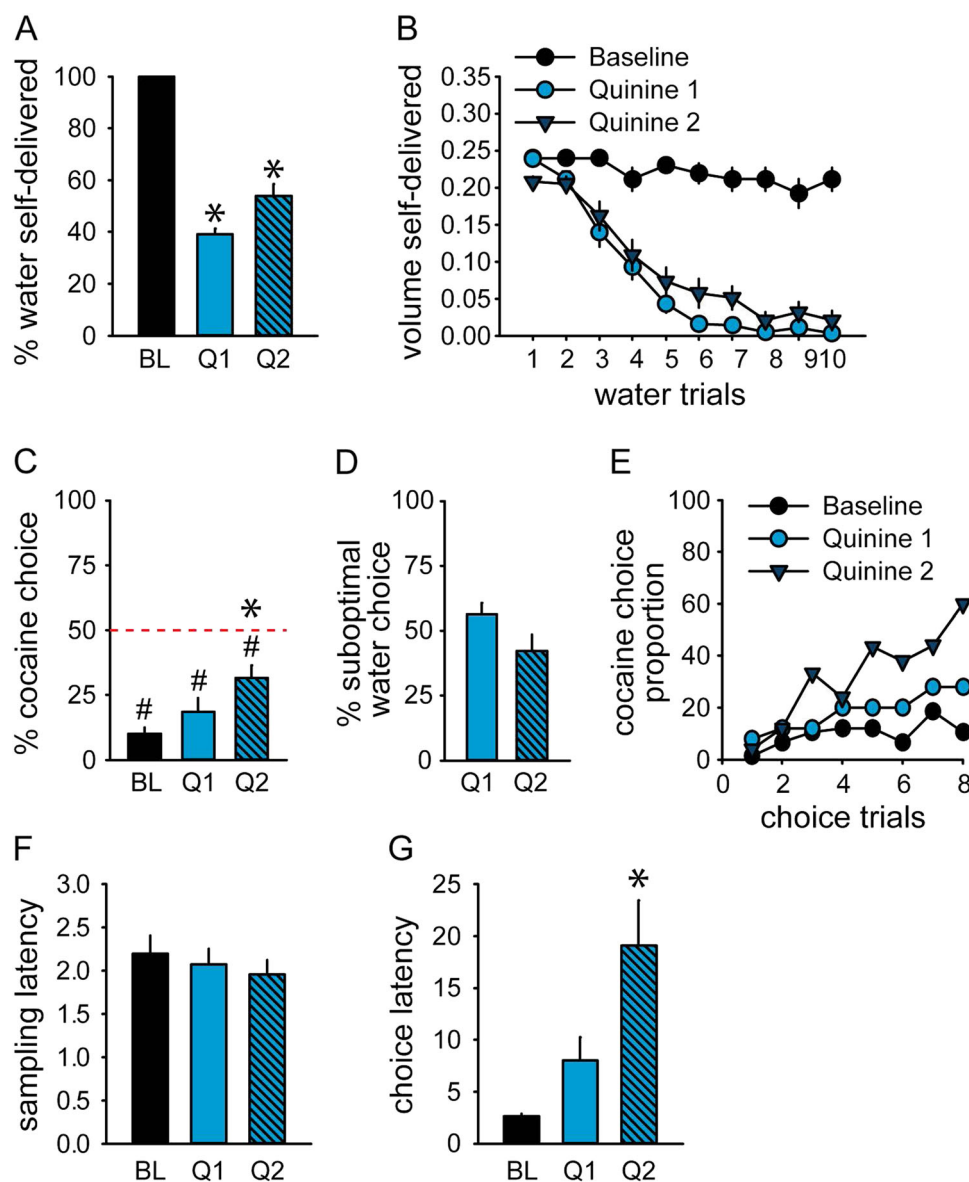 A
% water self-delivered
100
80
60
40
20
0
*
*
BL Q1 Q2
B
Baseline
Quinine 1
Quinine 2
volume self-delivered
0.35
0.30
0.25
0.20
0.15
0.10
0.05
0.00
1 2 3 4 5 6 7 8 910
water trials
C
% cocaine choice
100
75
50
25
0
#
#
*
#
BL Q1 Q2
D
% suboptimal
water choice
100
75
50
25
0
Q1 Q2
E
Baseline
Quinine 1
Quinine 2
cocaine choice
proportion
100
80
60
40
20
0
0 2 4 6 8
choice trials
F
sampling latency
3.0
2.5
2.0
1.5
1.0
0.5
0.0
BL Q1 Q2
G
choice latency
25
20
15
10
5
0
*
BL Q1 Q2